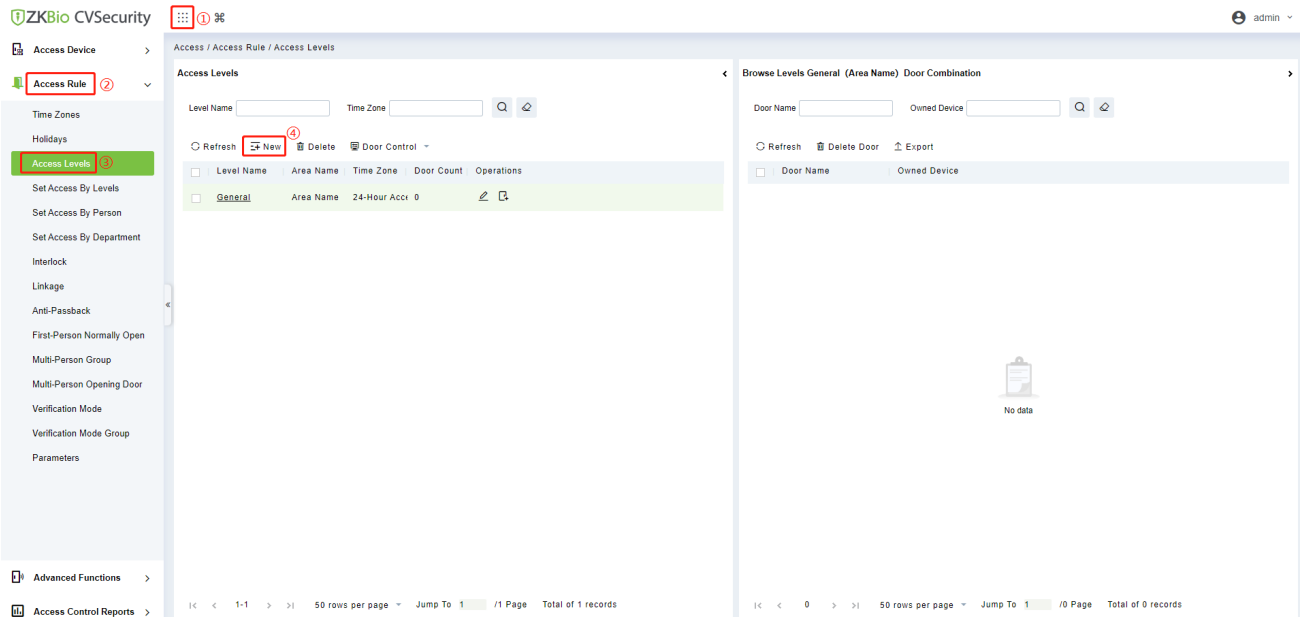 ZKBio CVSecurity
① ⌘
admin
Access Device
Access Rule ②
Time Zones
Holidays
Access Levels ③
Set Access By Levels
Set Access By Person
Set Access By Department
Interlock
Linkage
Anti-Passback
First-Person Normally Open
Multi-Person Group
Multi-Person Opening Door
Verification Mode
Verification Mode Group
Parameters
Advanced Functions
Access Control Reports
Access / Access Rule / Access Levels
Access Levels
Level Name Time Zone
④
Refresh New Delete Door Control
Level Name Area Name Time Zone Door Count Operations
General Area Name 24-Hour Acce 0
1-1 50 rows per page Jump To 1 /1 Page Total of 1 records
Browse Levels General (Area Name) Door Combination
Door Name Owned Device
Refresh Delete Door Export
Door Name Owned Device
No data
0 50 rows per page Jump To 1 /0 Page Total of 0 records